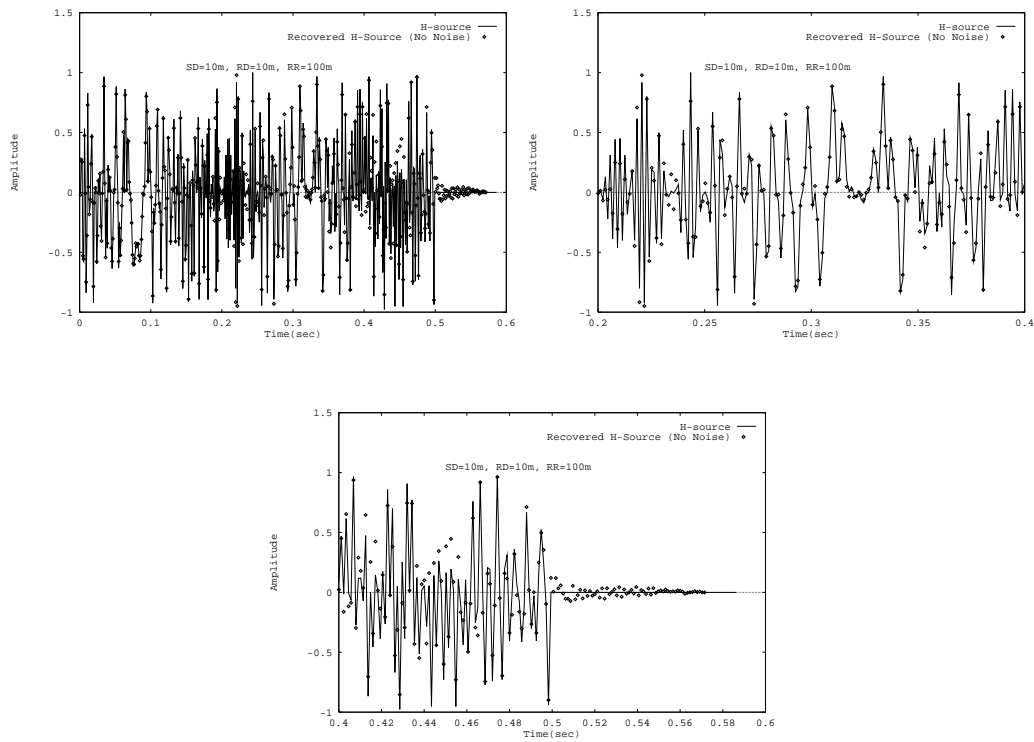 1.5
H-source
Recovered H-Source (No Noise)
SD=10m, RD=10m, RR=100m
1
0.5
0
-0.5
-1
Amplitude
0 0.1 0.2 0.3 0.4 0.5 0.6
Time(sec)
1.5
H-source
Recovered H-Source (No Noise)
SD=10m, RD=10m, RR=100m
1
0.5
0
-0.5
-1
Amplitude
0.2 0.25 0.3 0.35 0.4
Time(sec)
1.5
H-source
Recovered H-Source (No Noise)
SD=10m, RD=10m, RR=100m
1
0.5
0
-0.5
-1
Amplitude
0.4 0.42 0.44 0.46 0.48 0.5 0.52 0.54 0.56 0.58 0.6
Time(sec)